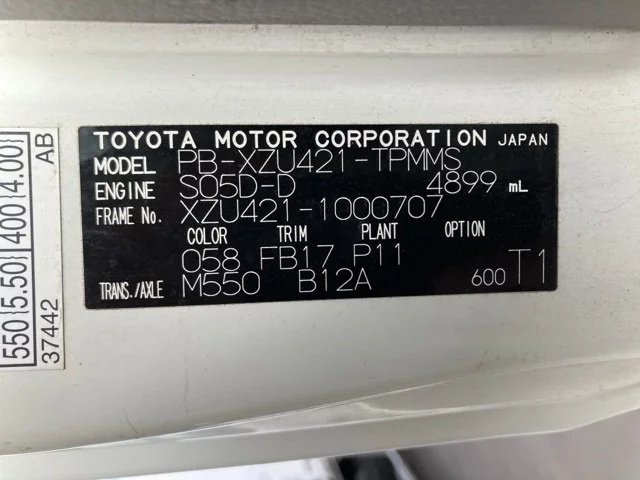 TOYOTA MOTOR CORPORATION JAPAN
MODEL PB-XZU421-TPMMS
ENGINE S05D-D 4899 mL
FRAME No. XZU421-1000707
COLOR TRIM PLANT OPTION
058 FB17 P11
TRANS./AXLE M550 B12A 600 T1
550 5.50 400 4.00
37442 AB